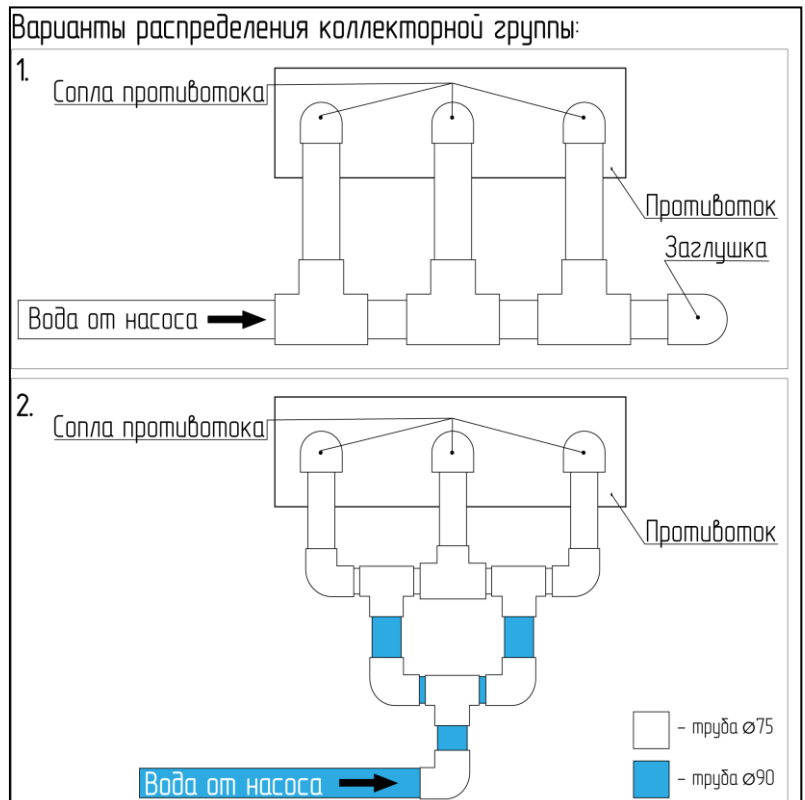 Варианты распределения коллекторной группы:
1.
Сопла противотока
Противоток
Заглушка
Вода от насоса
2.
Сопла противотока
Противоток
- труба ⌀75
- труба ⌀90
Вода от насоса